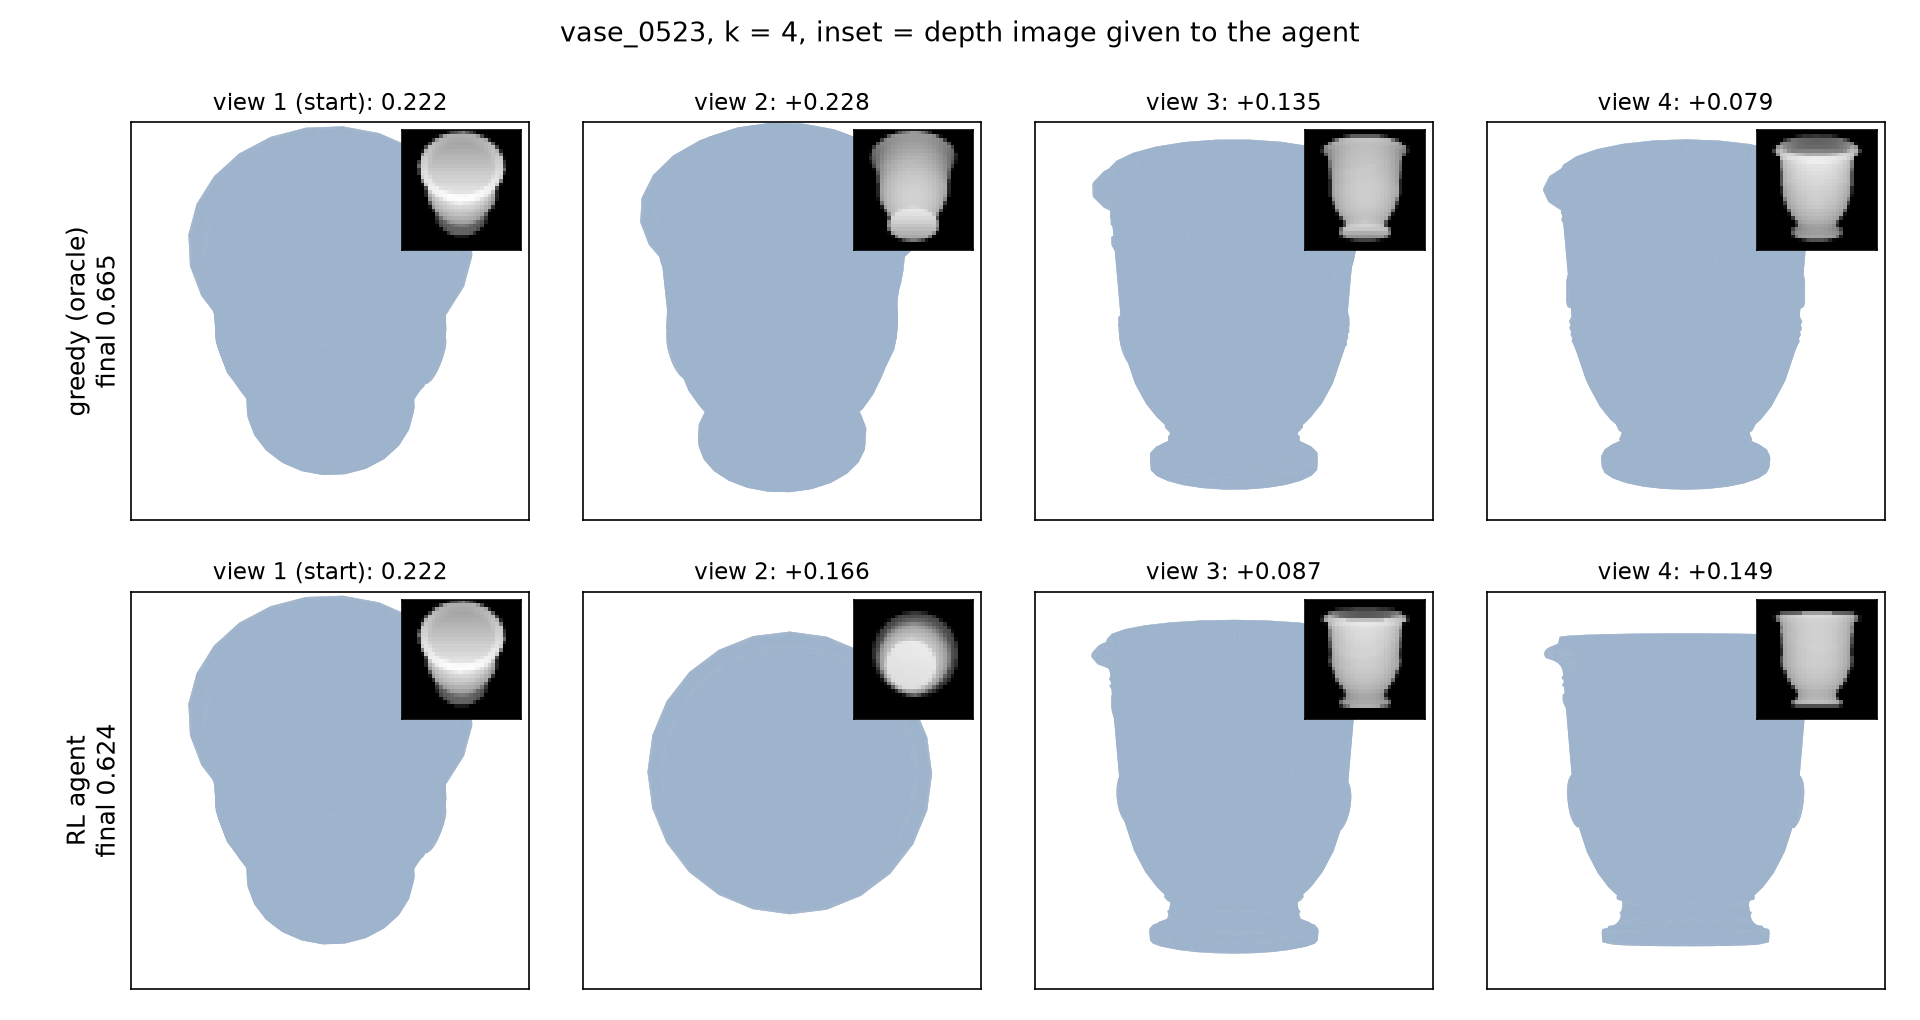 vase_0523, k = 4, inset = depth image given to the agent
view 1 (start): 0.222
view 2: +0.228
view 3: +0.135
view 4: +0.079
greedy (oracle)
final 0.665
view 1 (start): 0.222
view 2: +0.166
view 3: +0.087
view 4: +0.149
RL agent
final 0.624